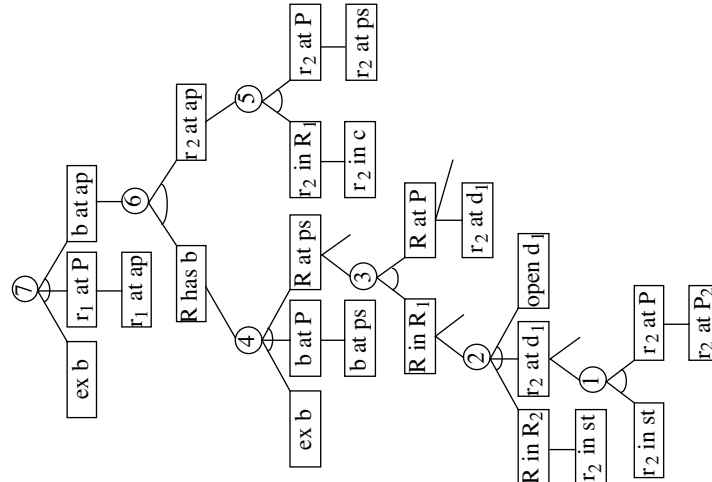 7
ex b
r₁ at P
b at ap
r₁ at ap
6
R has b
r₂ at ap
4
5
ex b
b at P
R at ps
r₂ in R₁
r₂ at P
b at ps
r₂ in c
r₂ at ps
3
R in R₁
R at P
r₂ at d₁
2
R in R₂
r₂ at d₁
open d₁
r₂ in st
1
r₂ in st
r₂ at P
r₂ at P₂